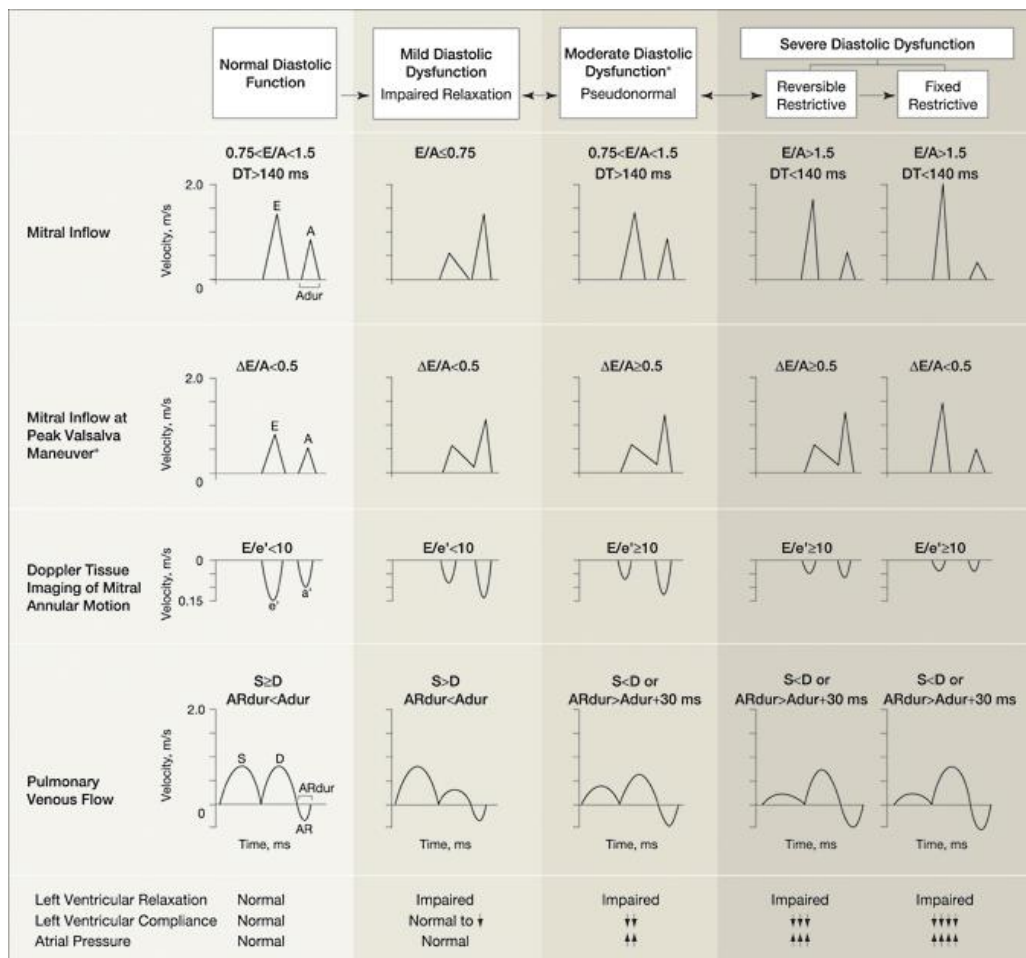 Normal Diastolic
Function
Mild Diastolic
Dysfunction
Impaired Relaxation
Moderate Diastolic
Dysfunction*
Pseudonormal
Severe Diastolic Dysfunction
Reversible
Restrictive
Fixed
Restrictive
Mitral Inflow
0.75<E/A<1.5
DT>140 ms
E/A≤0.75
0.75<E/A<1.5
DT>140 ms
E/A>1.5
DT<140 ms
E/A>1.5
DT<140 ms
Velocity, m/s
2.0
0
E
A
Adur
Mitral Inflow at
Peak Valsalva
Maneuver*
ΔE/A<0.5
ΔE/A<0.5
ΔE/A≥0.5
ΔE/A≥0.5
ΔE/A<0.5
Velocity, m/s
2.0
0
E
A
Doppler Tissue
Imaging of Mitral
Annular Motion
E/e'<10
E/e'<10
E/e'≥10
E/e'≥10
E/e'≥10
Velocity, m/s
0
0.15
e'
a'
Pulmonary
Venous Flow
S≥D
ARdur<Adur
S>D
ARdur<Adur
S<D or
ARdur>Adur+30 ms
S<D or
ARdur>Adur+30 ms
S<D or
ARdur>Adur+30 ms
Velocity, m/s
2.0
0
S
D
ARdur
AR
Time, ms
Time, ms
Time, ms
Time, ms
Time, ms
Left Ventricular Relaxation Normal Impaired Impaired Impaired Impaired
Left Ventricular Compliance Normal Normal to ↓ ↓↓ ↓↓↓ ↓↓↓↓
Atrial Pressure Normal Normal ↑↑ ↑↑↑ ↑↑↑↑